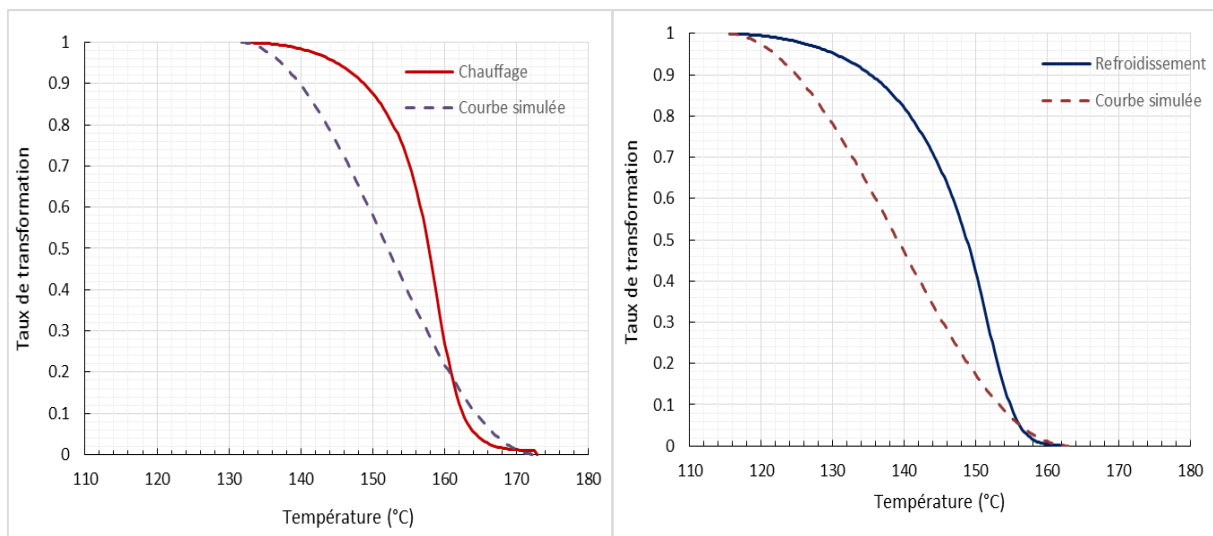 1
0.9
0.8
0.7
0.6
0.5
0.4
0.3
0.2
0.1
0
Taux de transformation
Chauffage
Courbe simulée
110 120 130 140 150 160 170 180
Température (°C)
1
0.9
0.8
0.7
0.6
0.5
0.4
0.3
0.2
0.1
0
Taux de transformation
Refroidissement
Courbe simulée
110 120 130 140 150 160 170 180
Température (°C)